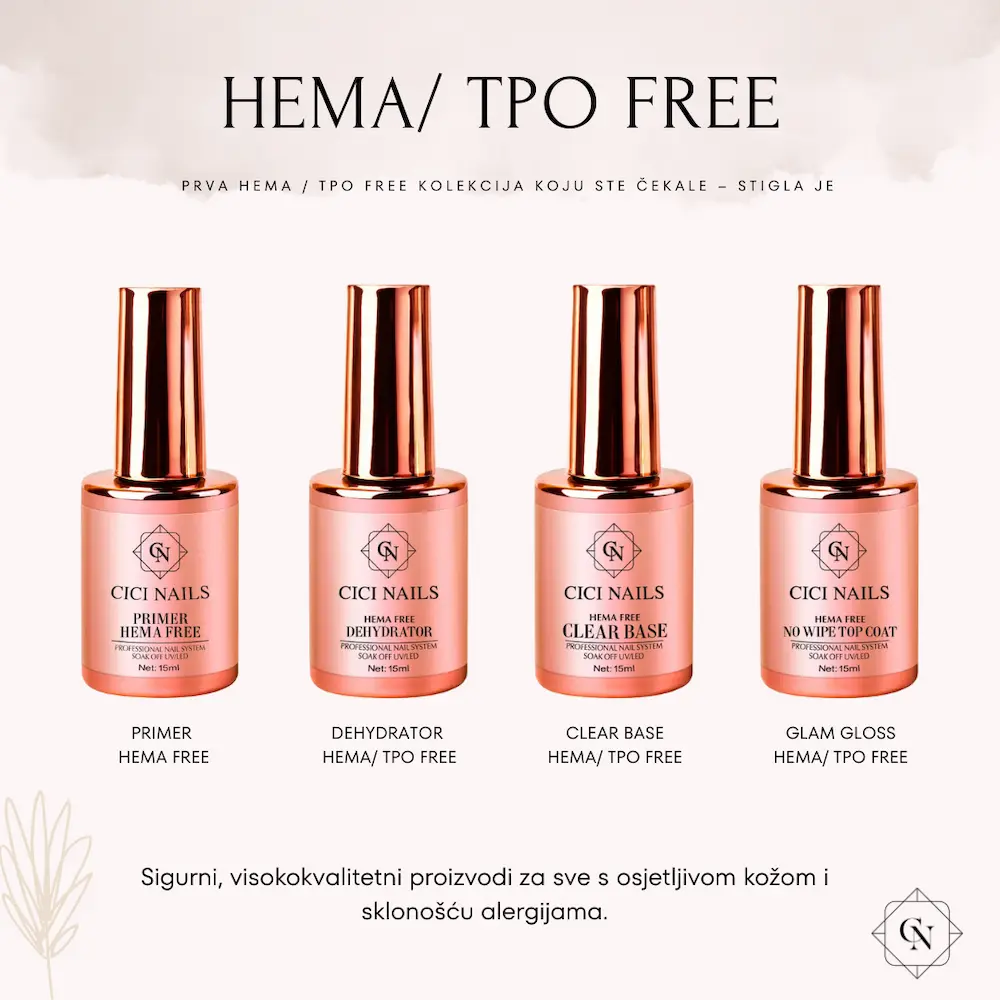 HEMA/ TPO FREE
PRVA HEMA / TPO FREE KOLEKCIJA KOJU STE ČEKALE – STIGLA JE
CN
CICI NAILS
PRIMER
HEMA FREE
PROFESSIONAL NAIL SYSTEM
SOAK OFF UV/LED
Net: 15ml
CN
CICI NAILS
HEMA FREE
DEHYDRATOR
PROFESSIONAL NAIL SYSTEM
SOAK OFF UV/LED
Net: 15ml
CN
CICI NAILS
HEMA FREE
CLEAR BASE
PROFESSIONAL NAIL SYSTEM
SOAK OFF UV/LED
Net: 15ml
CN
CICI NAILS
HEMA FREE
NO WIPE TOP COAT
PROFESSIONAL NAIL SYSTEM
SOAK OFF UV/LED
Net: 15ml
PRIMER
HEMA FREE
DEHYDRATOR
HEMA/ TPO FREE
CLEAR BASE
HEMA/ TPO FREE
GLAM GLOSS
HEMA/ TPO FREE
Sigurni, visokokvalitetni proizvodi za sve s osjetljivom kožom i
sklonošću alergijama.
CN